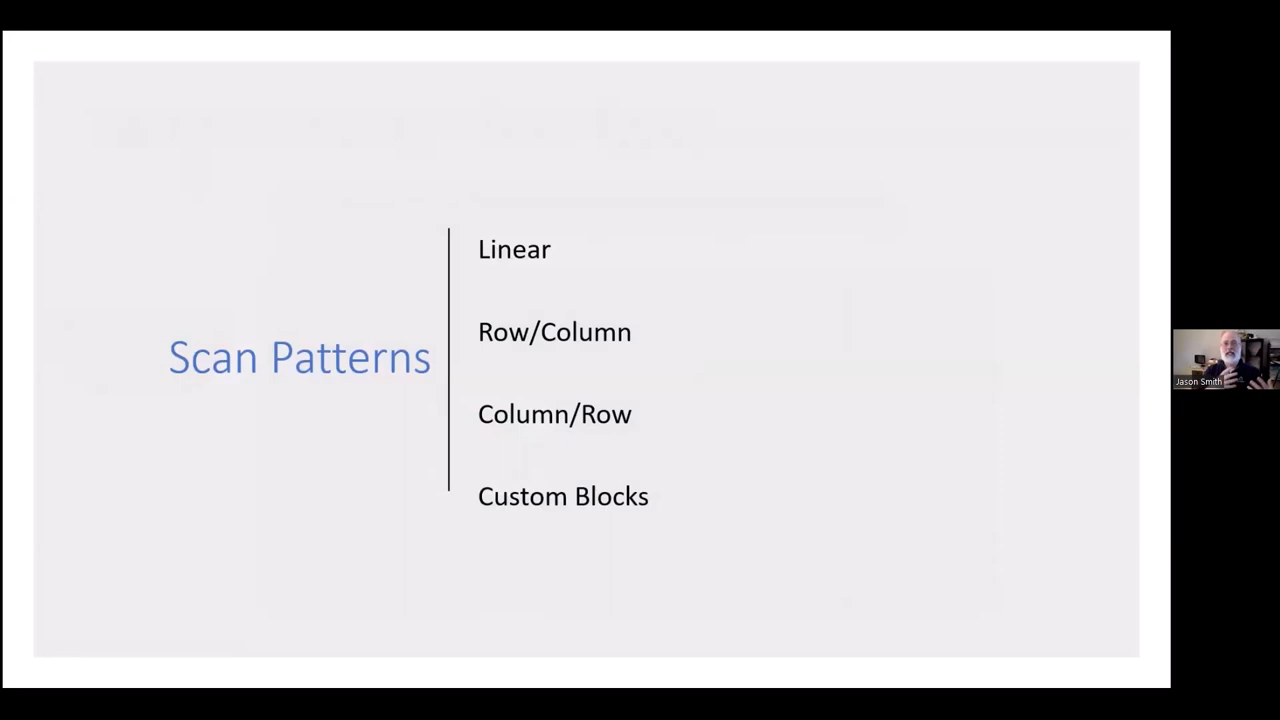 Scan Patterns
Linear
Row/Column
Column/Row
Custom Blocks
Jason Smith